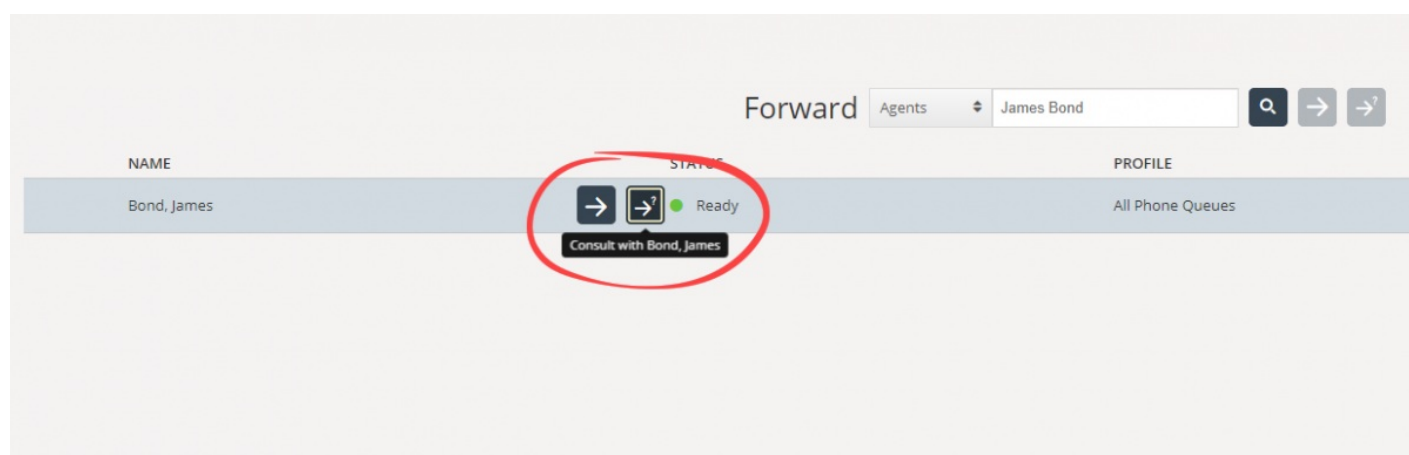 Forward Agents James Bond
NAME STATUS PROFILE
Bond, James Ready All Phone Queues
Consult with Bond, James